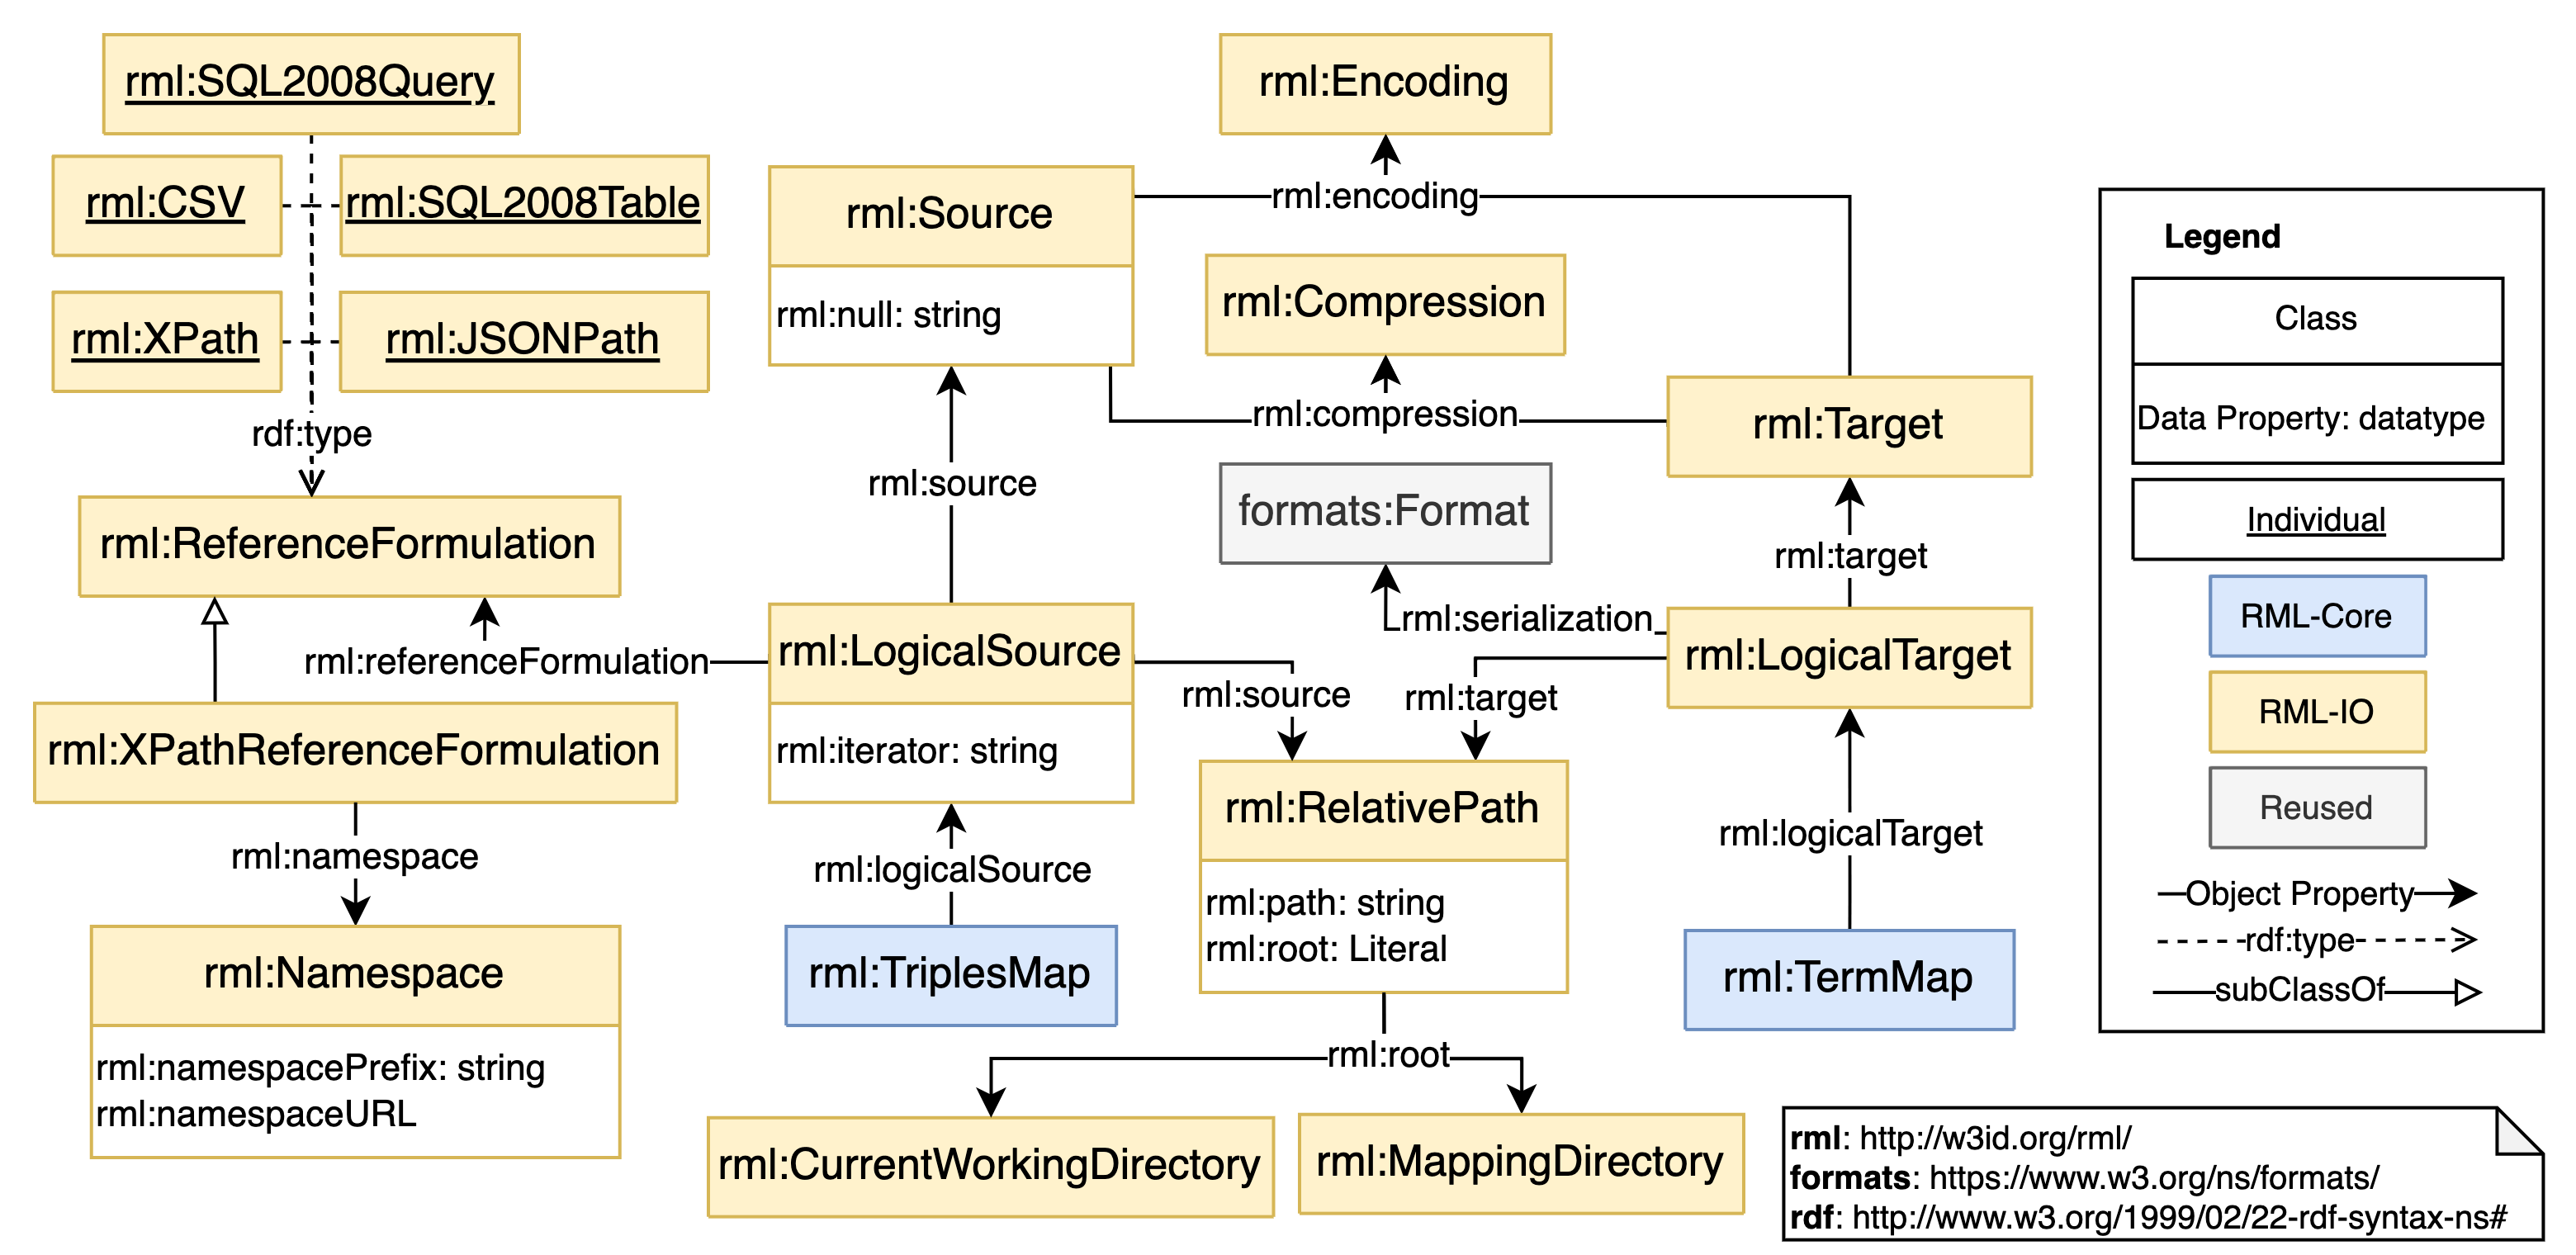 rml:SQL2008Query
rml:CSV
rml:SQL2008Table
rml:XPath
rml:JSONPath
rdf:type
rml:ReferenceFormulation
rml:referenceFormulation
rml:XPathReferenceFormulation
rml:namespace
rml:Namespace
rml:namespacePrefix: string
rml:namespaceURL
rml:Source
rml:null: string
rml:source
rml:LogicalSource
rml:iterator: string
rml:logicalSource
rml:TriplesMap
rml:Encoding
rml:encoding
rml:Compression
rml:compression
formats:Format
rml:serialization
rml:source
rml:target
rml:RelativePath
rml:path: string
rml:root: Literal
rml:root
rml:CurrentWorkingDirectory
rml:MappingDirectory
rml:Target
rml:target
rml:LogicalTarget
rml:logicalTarget
rml:TermMap
Legend
Class
Data Property: datatype
Individual
RML-Core
RML-IO
Reused
Object Property
rdf:type
subClassOf
rml: http://w3id.org/rml/
formats: https://www.w3.org/ns/formats/
rdf: http://www.w3.org/1999/02/22-rdf-syntax-ns#